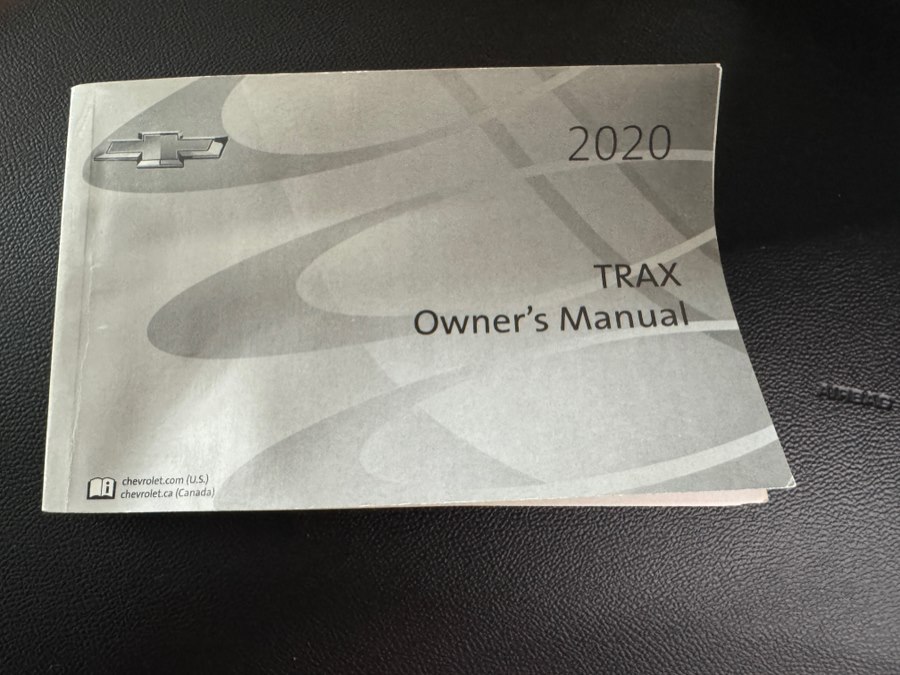 2020
TRAX
Owner's Manual
chevrolet.com (U.S.)
chevrolet.ca (Canada)
AIRBAG